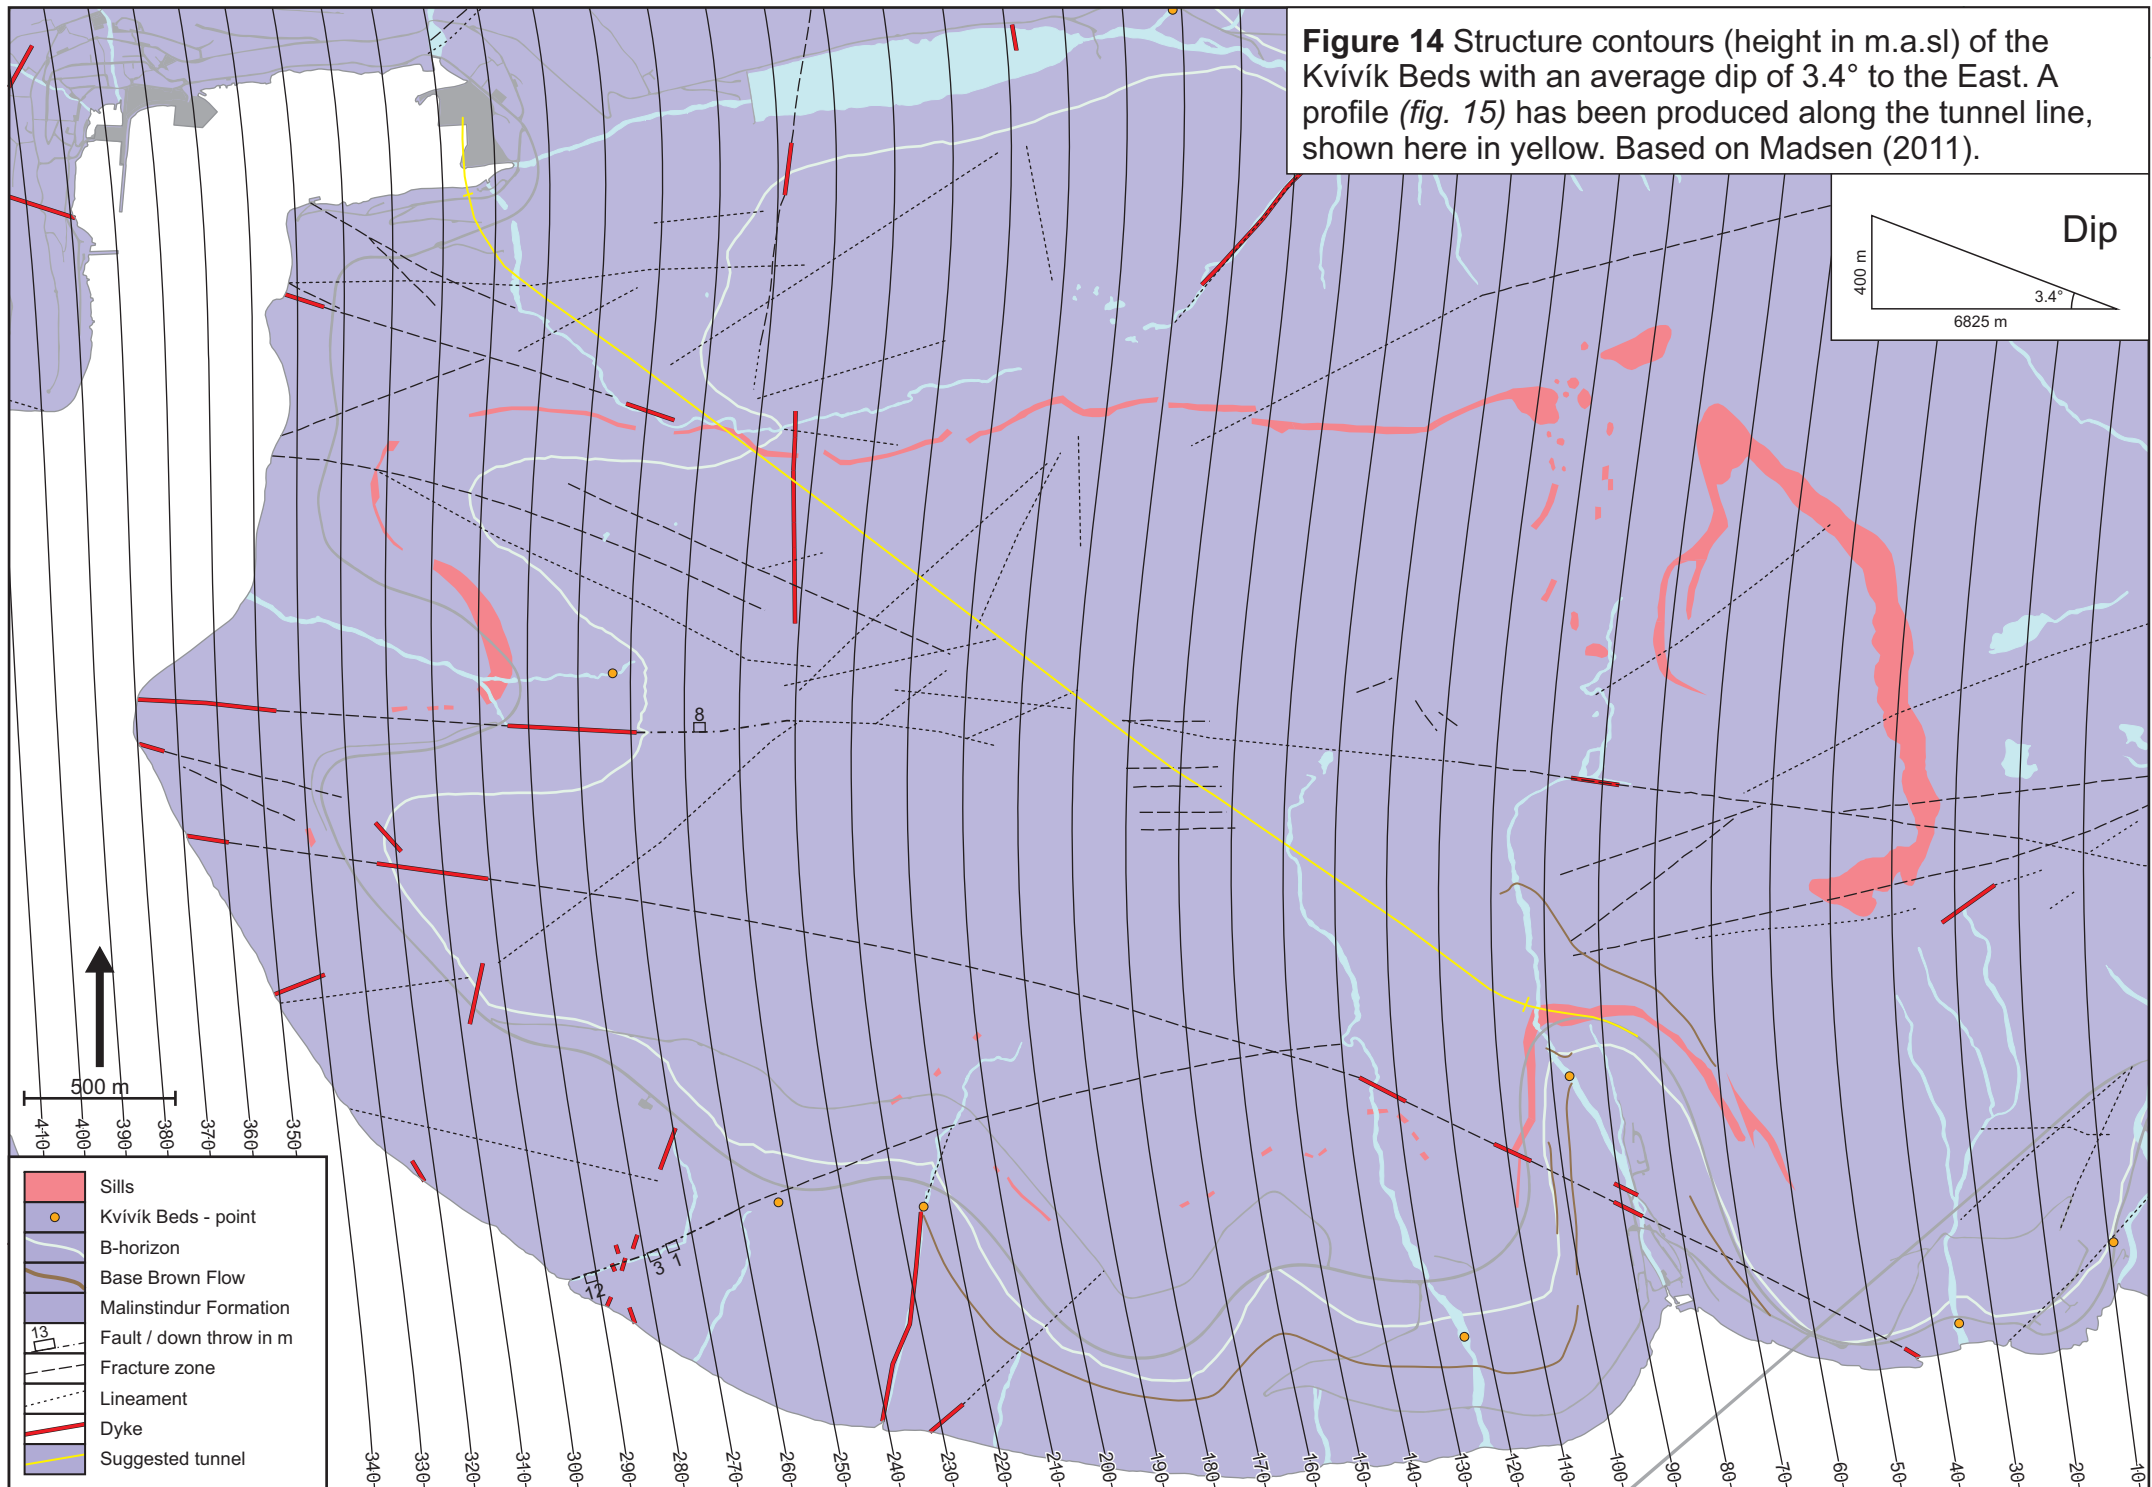 Figure 14 Structure contours (height in m.a.sl) of the
Kvívík Beds with an average dip of 3.4° to the East. A
profile (fig. 15) has been produced along the tunnel line,
shown here in yellow. Based on Madsen (2011).
Dip
400 m
3.4°
6825 m
8
500 m
410 400 390 380 370 360 350
12 3 1
Sills
Kvívík Beds - point
B-horizon
Base Brown Flow
Malinstindur Formation
13 Fault / down throw in m
Fracture zone
Lineament
Dyke
Suggested tunnel
340 330 320 310 300 290 280 270 260 250 240 230 220 210 200 190 180 170 160 150 140 130 120 110 100 90 80 70 60 50 40 30 20 10